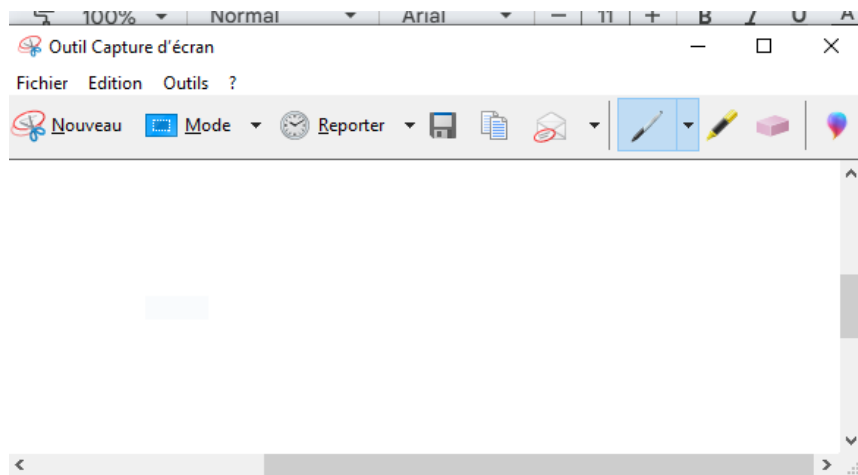 100% Normal Arial — 11 + B I U A
Outil Capture d'écran
Fichier Edition Outils ?
Nouveau Mode Reporter